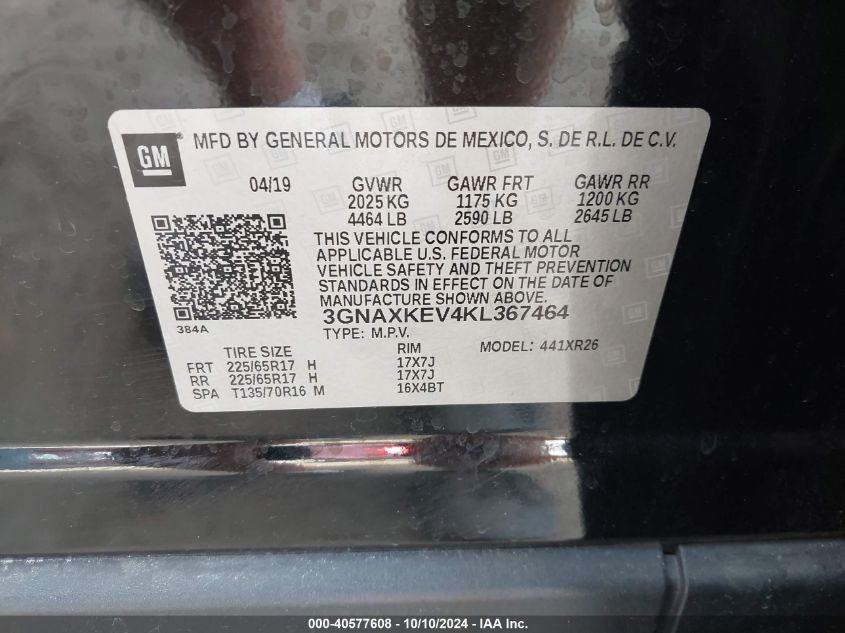 GM MFD BY GENERAL MOTORS DE MEXICO, S. DE R.L. DE C.V.
04/19 GVWR GAWR FRT GAWR RR
2025 KG 1175 KG 1200 KG
4464 LB 2590 LB 2645 LB
THIS VEHICLE CONFORMS TO ALL
APPLICABLE U.S. FEDERAL MOTOR
VEHICLE SAFETY AND THEFT PREVENTION
STANDARDS IN EFFECT ON THE DATE OF
MANUFACTURE SHOWN ABOVE.
384A 3GNAXKEV4KL367464
TYPE: M.P.V.
TIRE SIZE RIM MODEL: 441XR26
FRT 225/65R17 H 17X7J
RR 225/65R17 H 17X7J
SPA T135/70R16 M 16X4BT
000-40577608 - 10/10/2024 - IAA Inc.